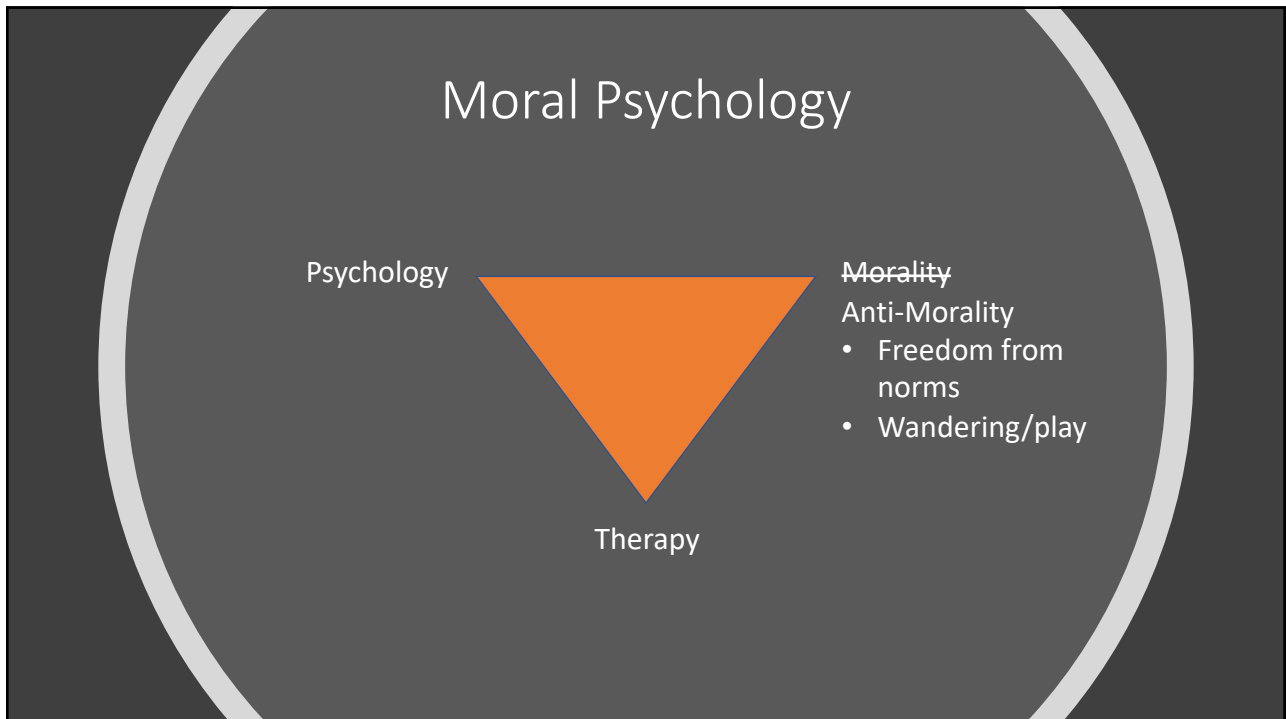 Moral Psychology
Psychology
Morality
Anti-Morality
• Freedom from
norms
• Wandering/play
Therapy